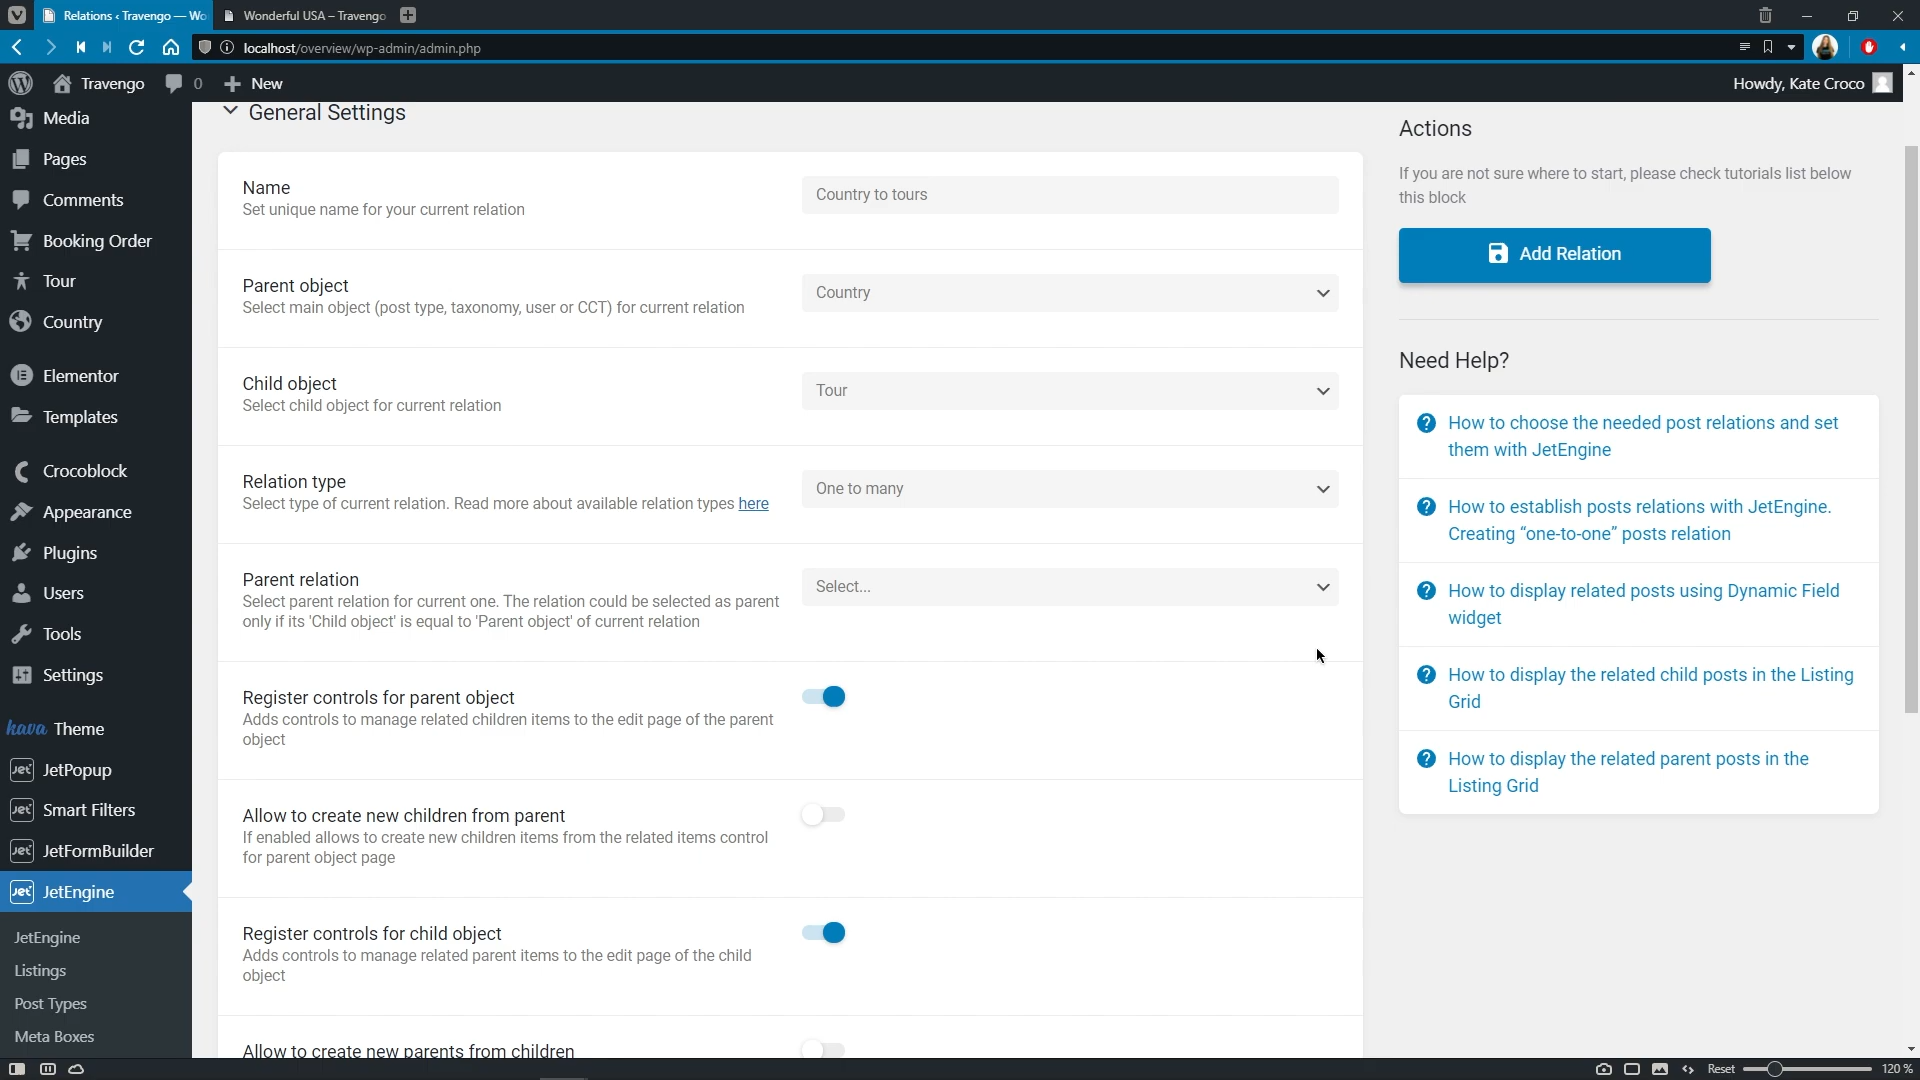 Relations ‹ Travengo — Wo
Wonderful USA – Travengo
localhost/overview/wp-admin/admin.php
Travengo
0
New
Howdy, Kate Croco
Media
Pages
Comments
Booking Order
Tour
Country
Elementor
Templates
Crocoblock
Appearance
Plugins
Users
Tools
Settings
hava Theme
Jet JetPopup
Jet Smart Filters
Jet JetFormBuilder
Jet JetEngine
JetEngine
Listings
Post Types
Meta Boxes
General Settings
Name
Set unique name for your current relation
Country to tours
Parent object
Select main object (post type, taxonomy, user or CCT) for current relation
Country
Child object
Select child object for current relation
Tour
Relation type
Select type of current relation. Read more about available relation types here
One to many
Parent relation
Select parent relation for current one. The relation could be selected as parent
only if its 'Child object' is equal to 'Parent object' of current relation
Select...
Register controls for parent object
Adds controls to manage related children items to the edit page of the parent
object
Allow to create new children from parent
If enabled allows to create new children items from the related items control
for parent object page
Register controls for child object
Adds controls to manage related parent items to the edit page of the child
object
Allow to create new parents from children
Actions
If you are not sure where to start, please check tutorials list below
this block
Add Relation
Need Help?
How to choose the needed post relations and set
them with JetEngine
How to establish posts relations with JetEngine.
Creating “one-to-one” posts relation
How to display related posts using Dynamic Field
widget
How to display the related child posts in the Listing
Grid
How to display the related parent posts in the
Listing Grid
Reset
120 %